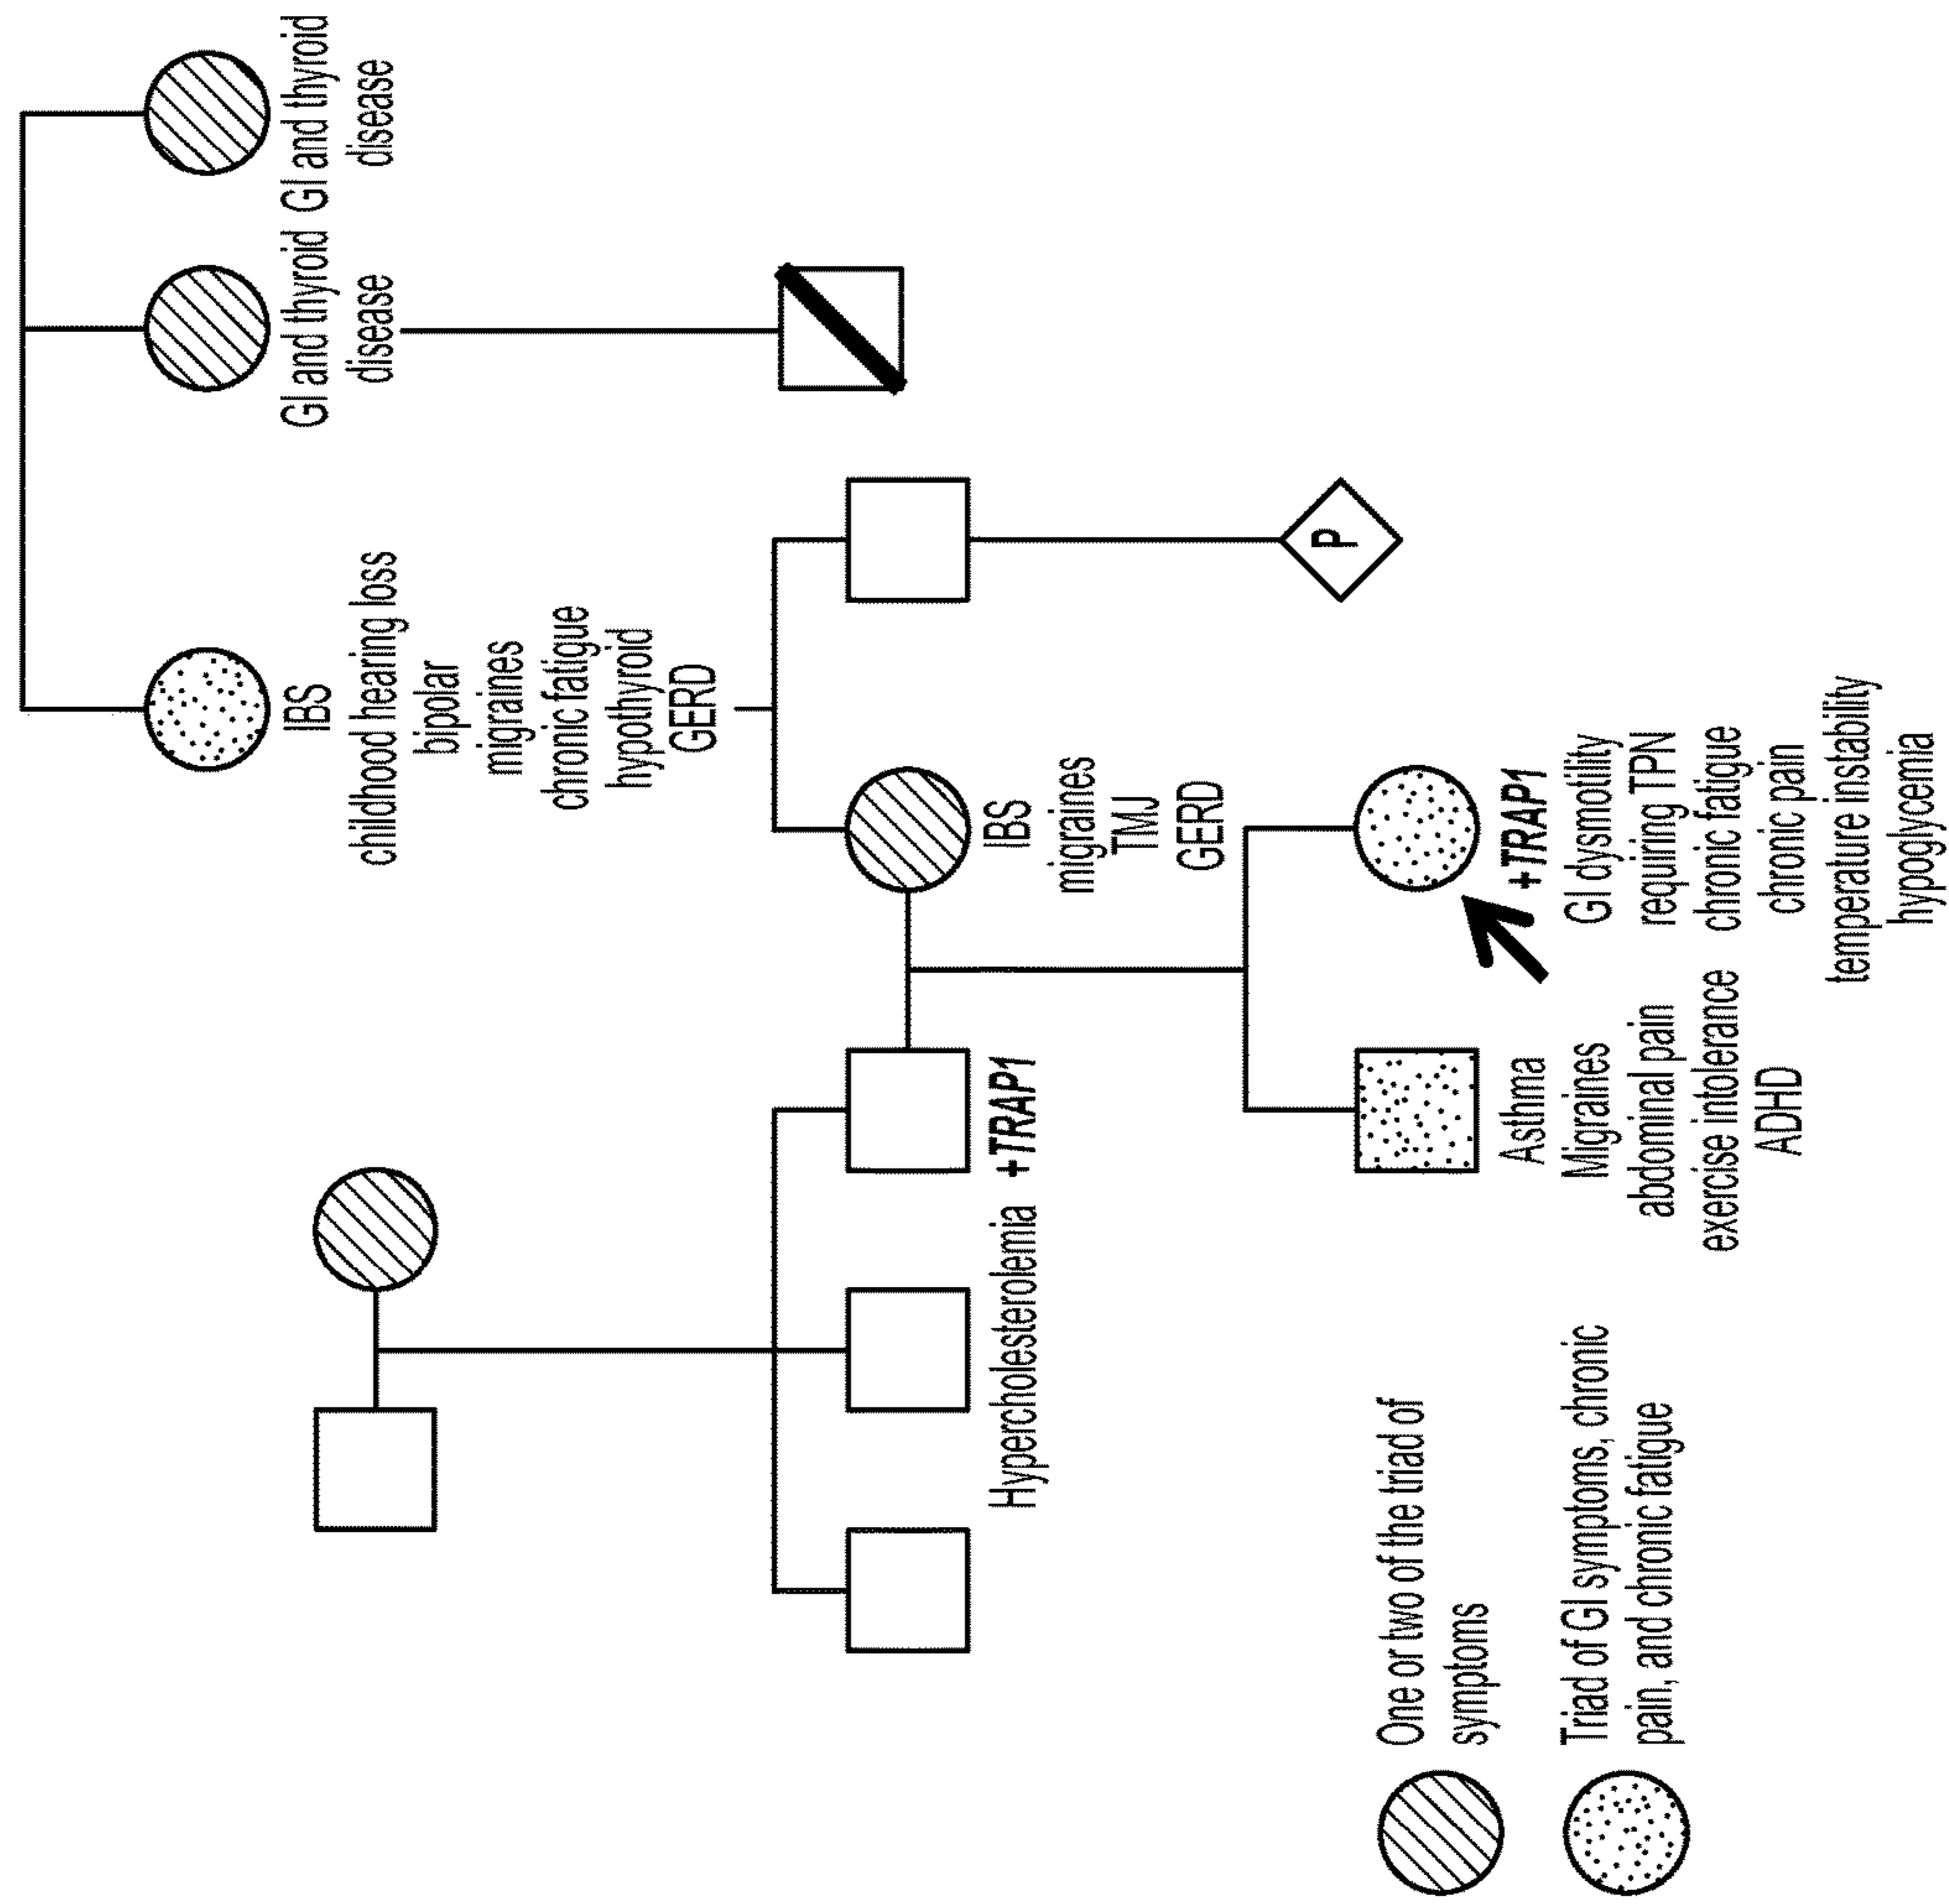 IBS
childhood hearing loss
bipolar
migraines
chronic fatigue
hypothyroid
GERD
GI and thyroid
disease
GI and thyroid
disease
Hypercholesterolemia
+TRAP1
IBS
migraines
TMJ
GERD
P
Asthma
Migraines
abdominal pain
exercise intolerance
ADHD
+TRAP1
GI dysmotility
requiring TPN
chronic fatigue
chronic pain
temperature instability
hypoglycemia
One or two of the triad of
symptoms
Triad of GI symptoms, chronic
pain, and chronic fatigue